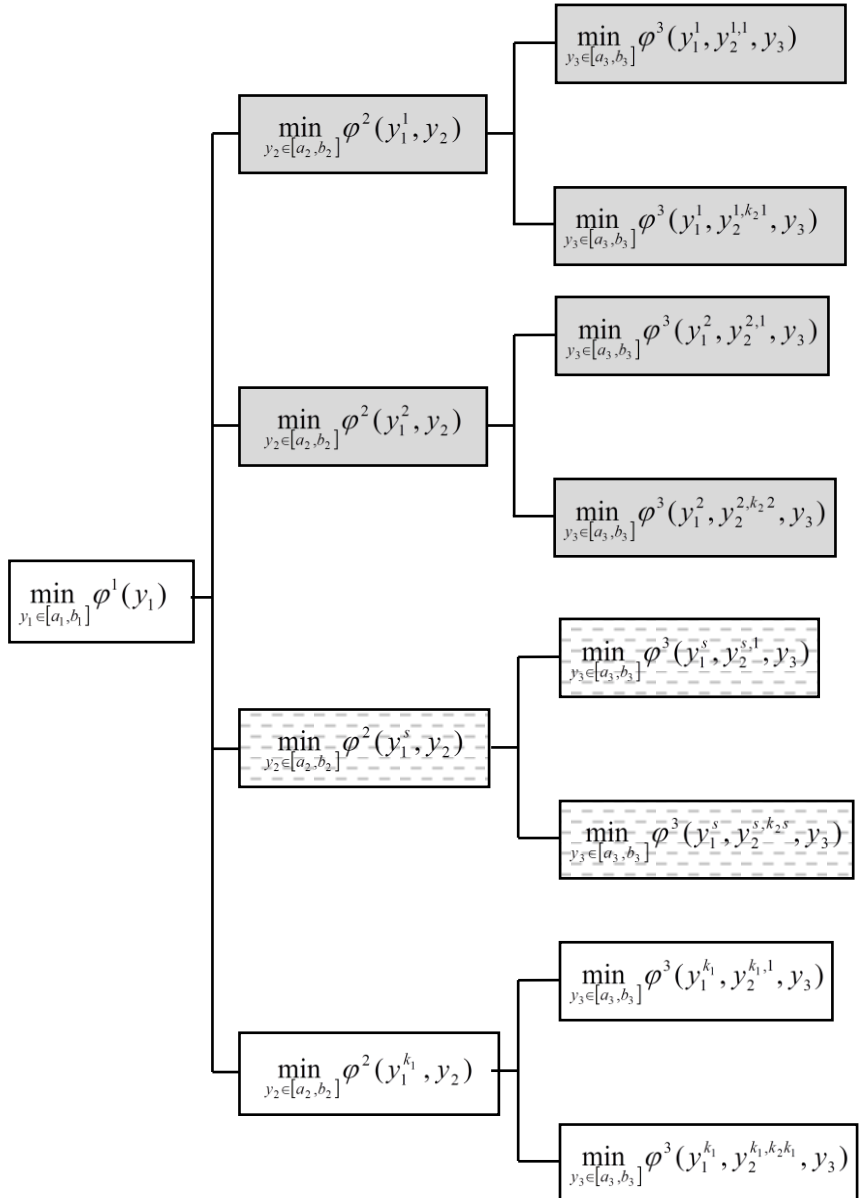 min φ³(y₁¹, y₂¹,¹, y₃)
y₃∈[a₃,b₃]
min φ²(y₁¹, y₂)
y₂∈[a₂,b₂]
min φ³(y₁¹, y₂^{1,k₂1}, y₃)
y₃∈[a₃,b₃]
min φ³(y₁², y₂^{2,1}, y₃)
y₃∈[a₃,b₃]
min φ²(y₁², y₂)
y₂∈[a₂,b₂]
min φ³(y₁², y₂^{2,k₂2}, y₃)
y₃∈[a₃,b₃]
min φ¹(y₁)
y₁∈[a₁,b₁]
min φ³(y₁^s, y₂^{s,1}, y₃)
y₃∈[a₃,b₃]
min φ²(y₁^s, y₂)
y₂∈[a₂,b₂]
min φ³(y₁^s, y₂^{s,k₂s}, y₃)
y₃∈[a₃,b₃]
min φ³(y₁^{k₁}, y₂^{k₁,1}, y₃)
y₃∈[a₃,b₃]
min φ²(y₁^{k₁}, y₂)
y₂∈[a₂,b₂]
min φ³(y₁^{k₁}, y₂^{k₁,k₂k₁}, y₃)
y₃∈[a₃,b₃]